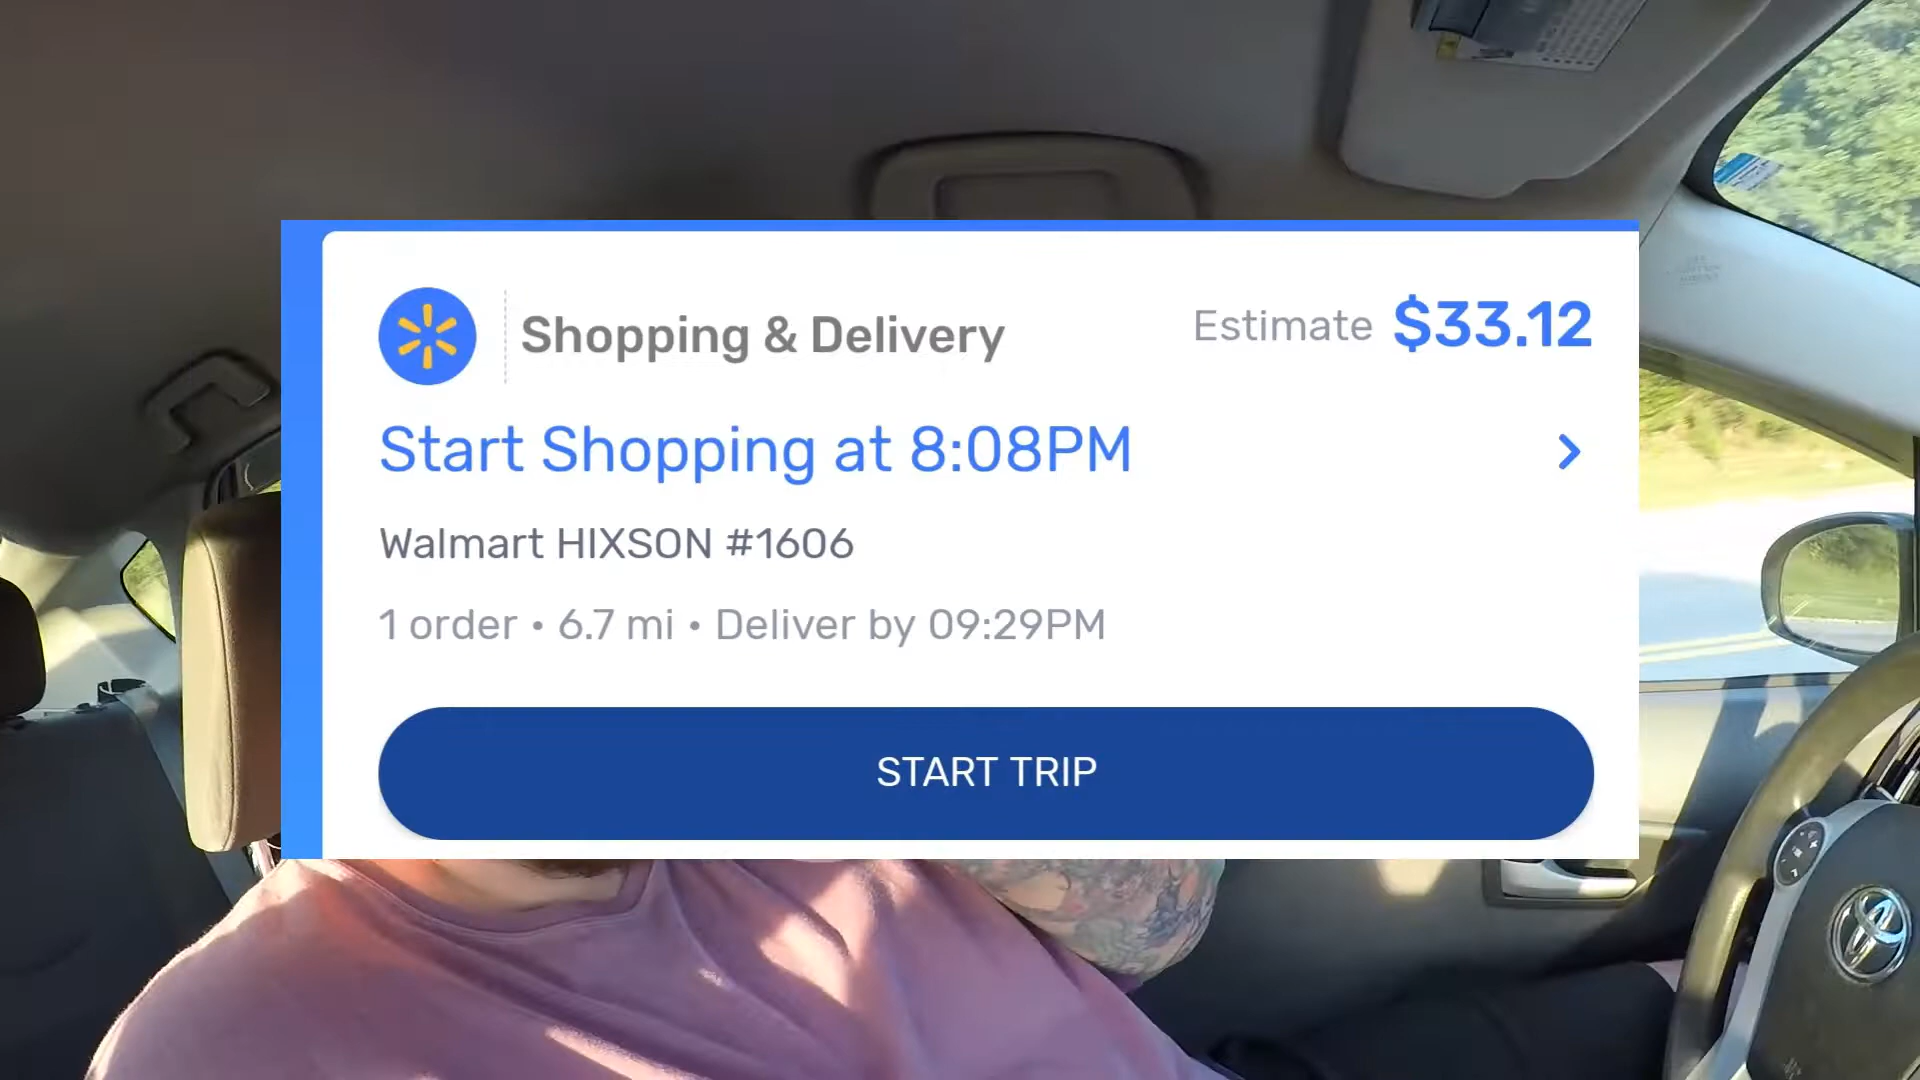 Shopping & Delivery
Estimate $33.12
Start Shopping at 8:08PM
Walmart HIXSON #1606
1 order • 6.7 mi • Deliver by 09:29PM
START TRIP